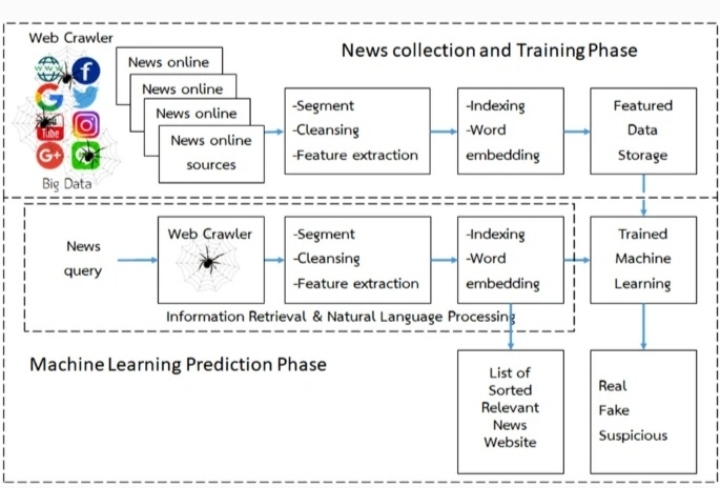 Web Crawler
News collection and Training Phase
News online
News online
News online
News online
sources
-Segment
-Cleansing
-Feature extraction
-Indexing
-Word
embedding
Featured
Data
Storage
f
G
You
Tube
G+
Big Data
News
query
Web Crawler
-Segment
-Cleansing
-Feature extraction
-Indexing
-Word
embedding
Trained
Machine
Learning
Information Retrieval & Natural Language Processing
Machine Learning Prediction Phase
List of
Sorted
Relevant
News
Website
Real
Fake
Suspicious